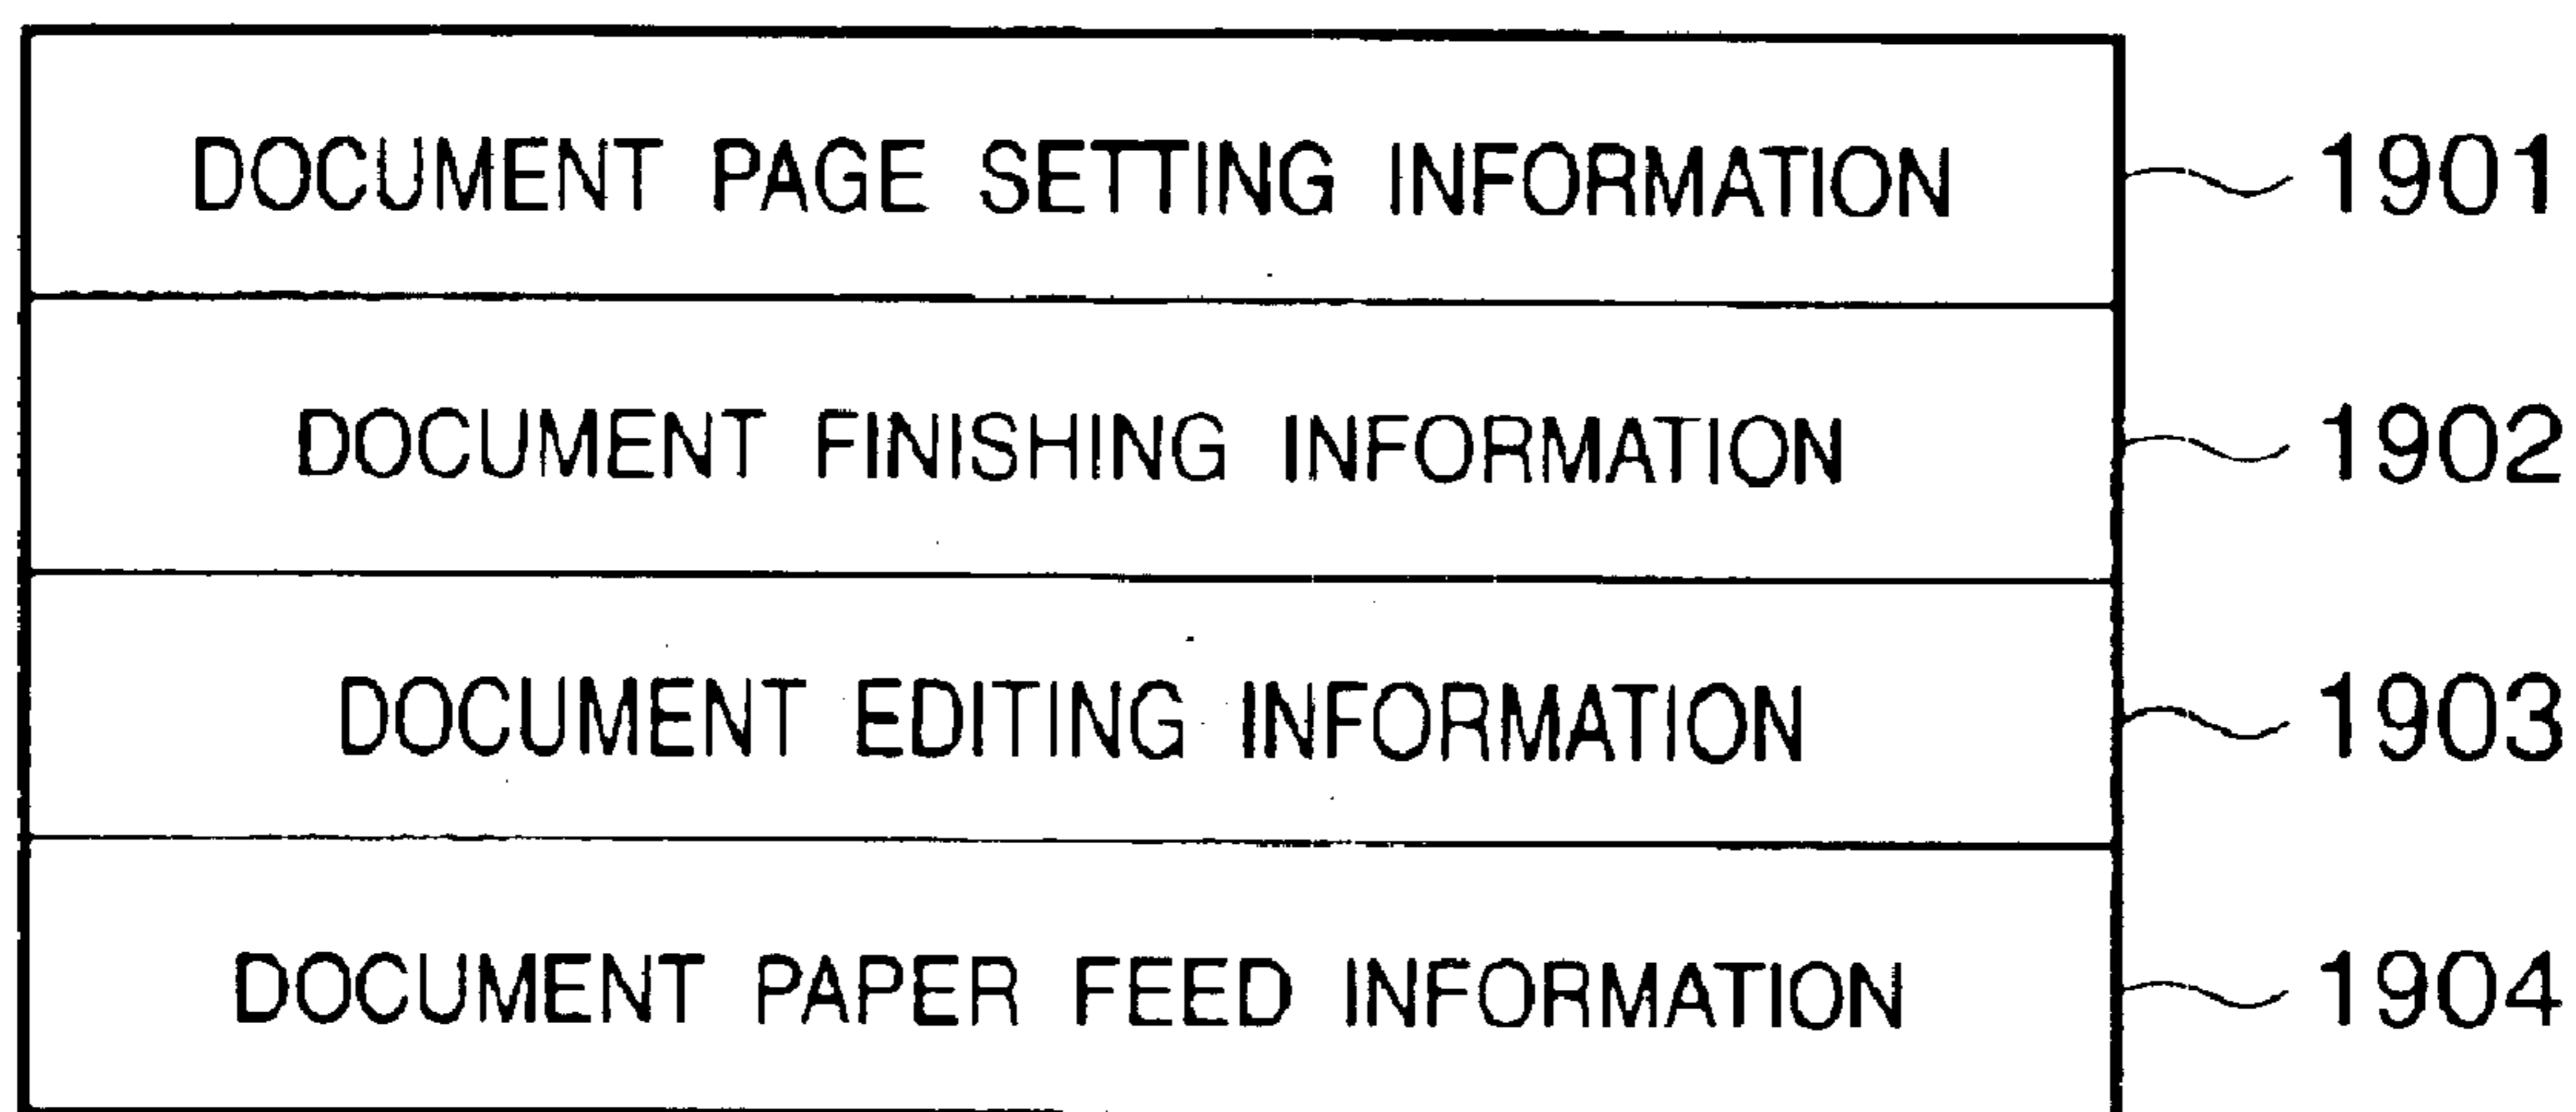 DOCUMENT PAGE SETTING INFORMATION 1901
DOCUMENT FINISHING INFORMATION 1902
DOCUMENT EDITING INFORMATION 1903
DOCUMENT PAPER FEED INFORMATION 1904